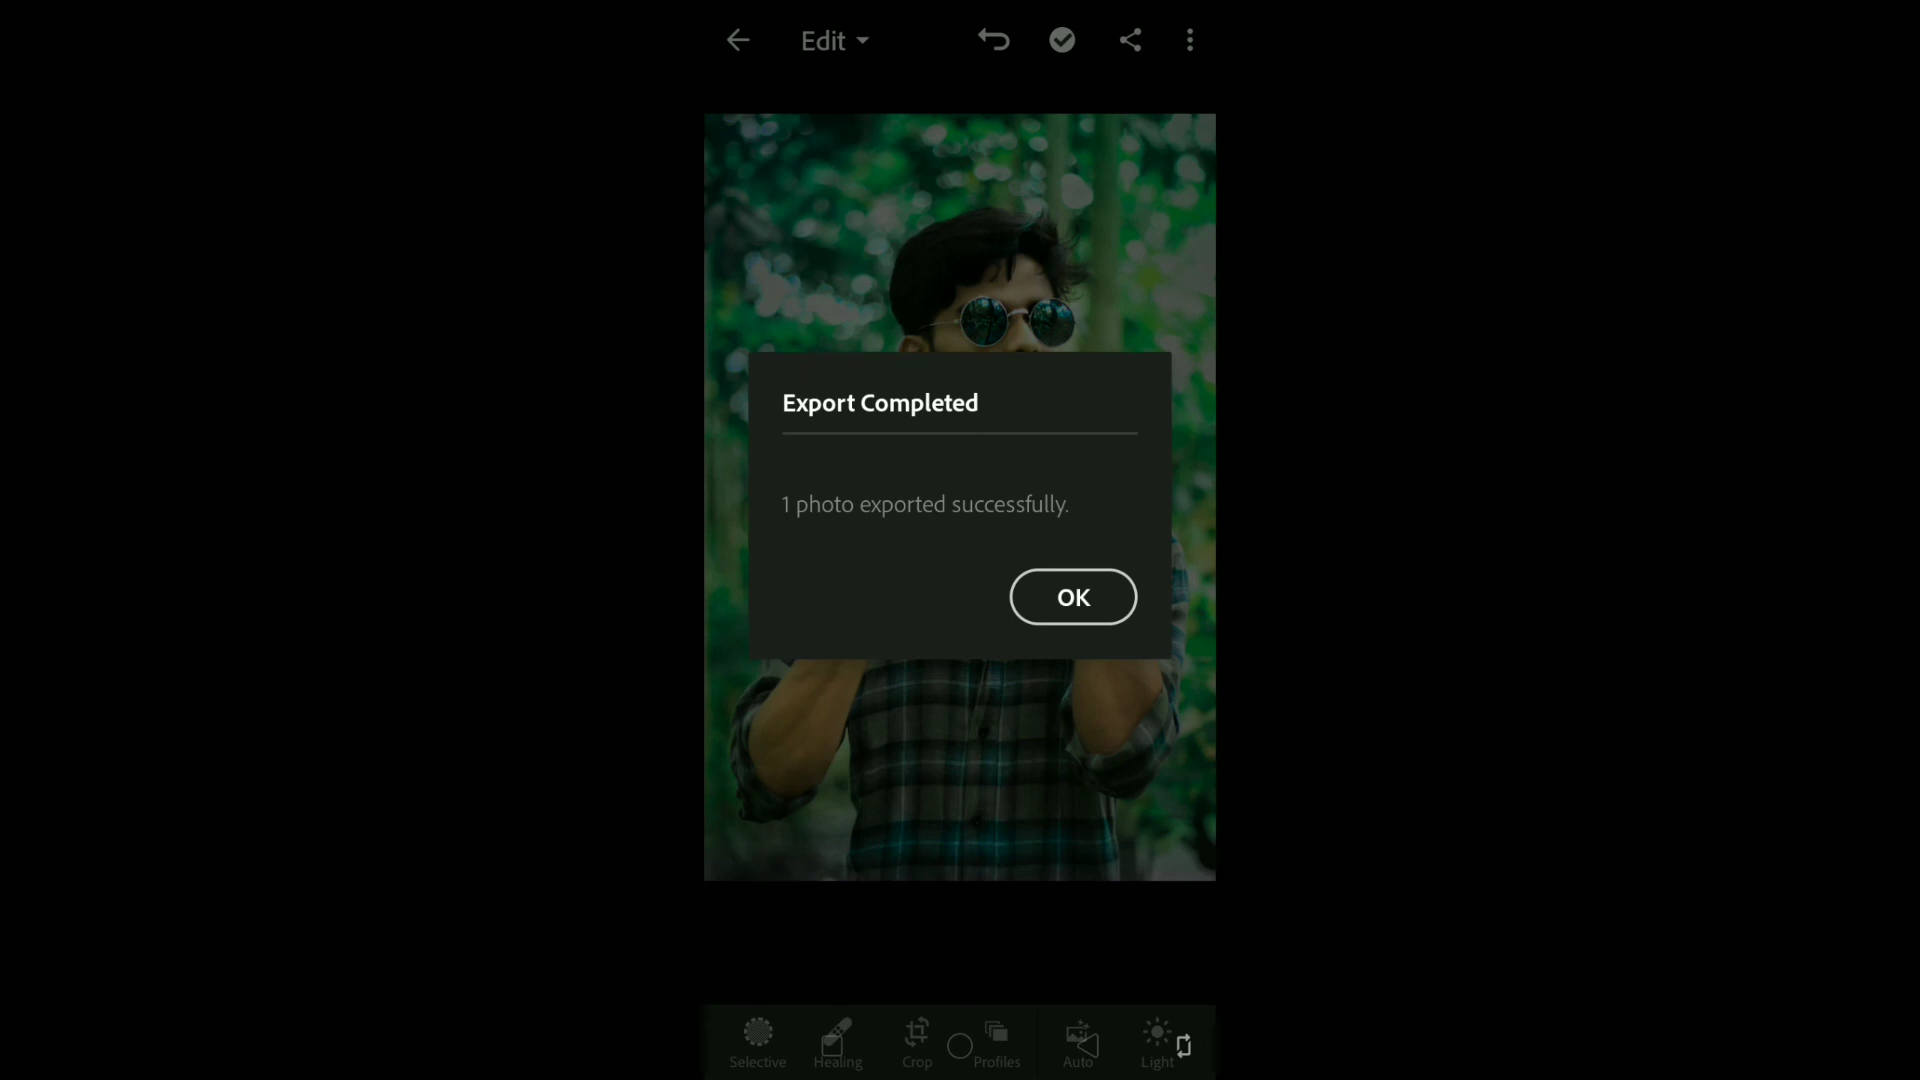 Edit
Export Completed
1 photo exported successfully.
OK
Selective Healing Crop Profiles Auto Light